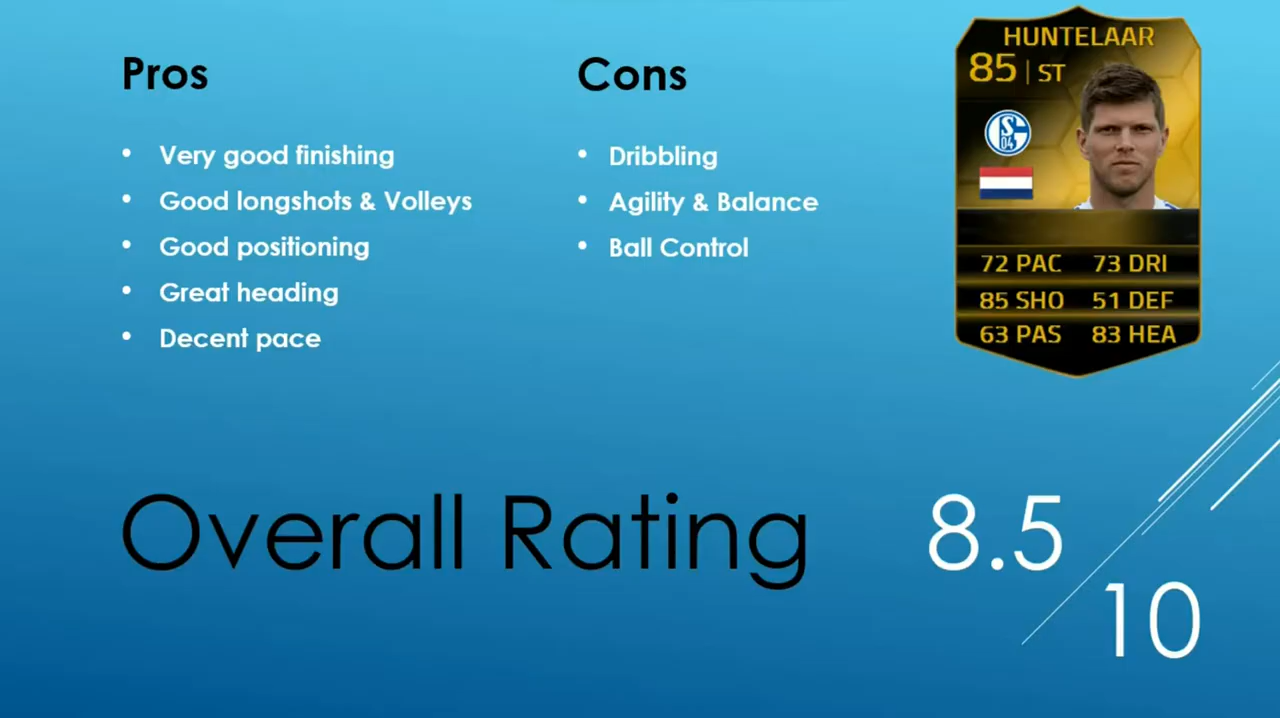 Pros
• Very good finishing
• Good longshots & Volleys
• Good positioning
• Great heading
• Decent pace
Cons
• Dribbling
• Agility & Balance
• Ball Control
HUNTELAAR
85 | ST
S04
72 PAC 73 DRI
85 SHO 51 DEF
63 PAS 83 HEA
Overall Rating 8.5
10